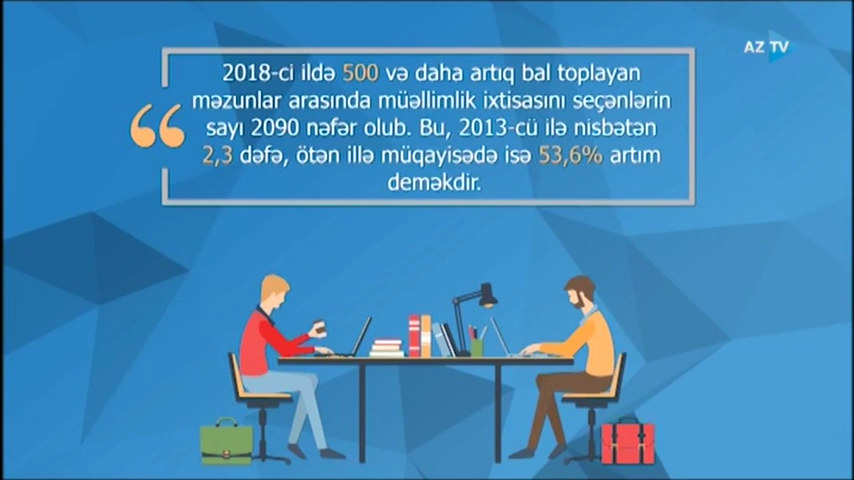 AZ TV
2018-ci ildə 500 və daha artıq bal toplayan
məzunlar arasında müəllimlik ixtisasını seçənlərin
sayı 2090 nəfər olub. Bu, 2013-cü ilə nisbətən
2,3 dəfə, ötən illə müqayisədə isə 53,6% artım
deməkdir.